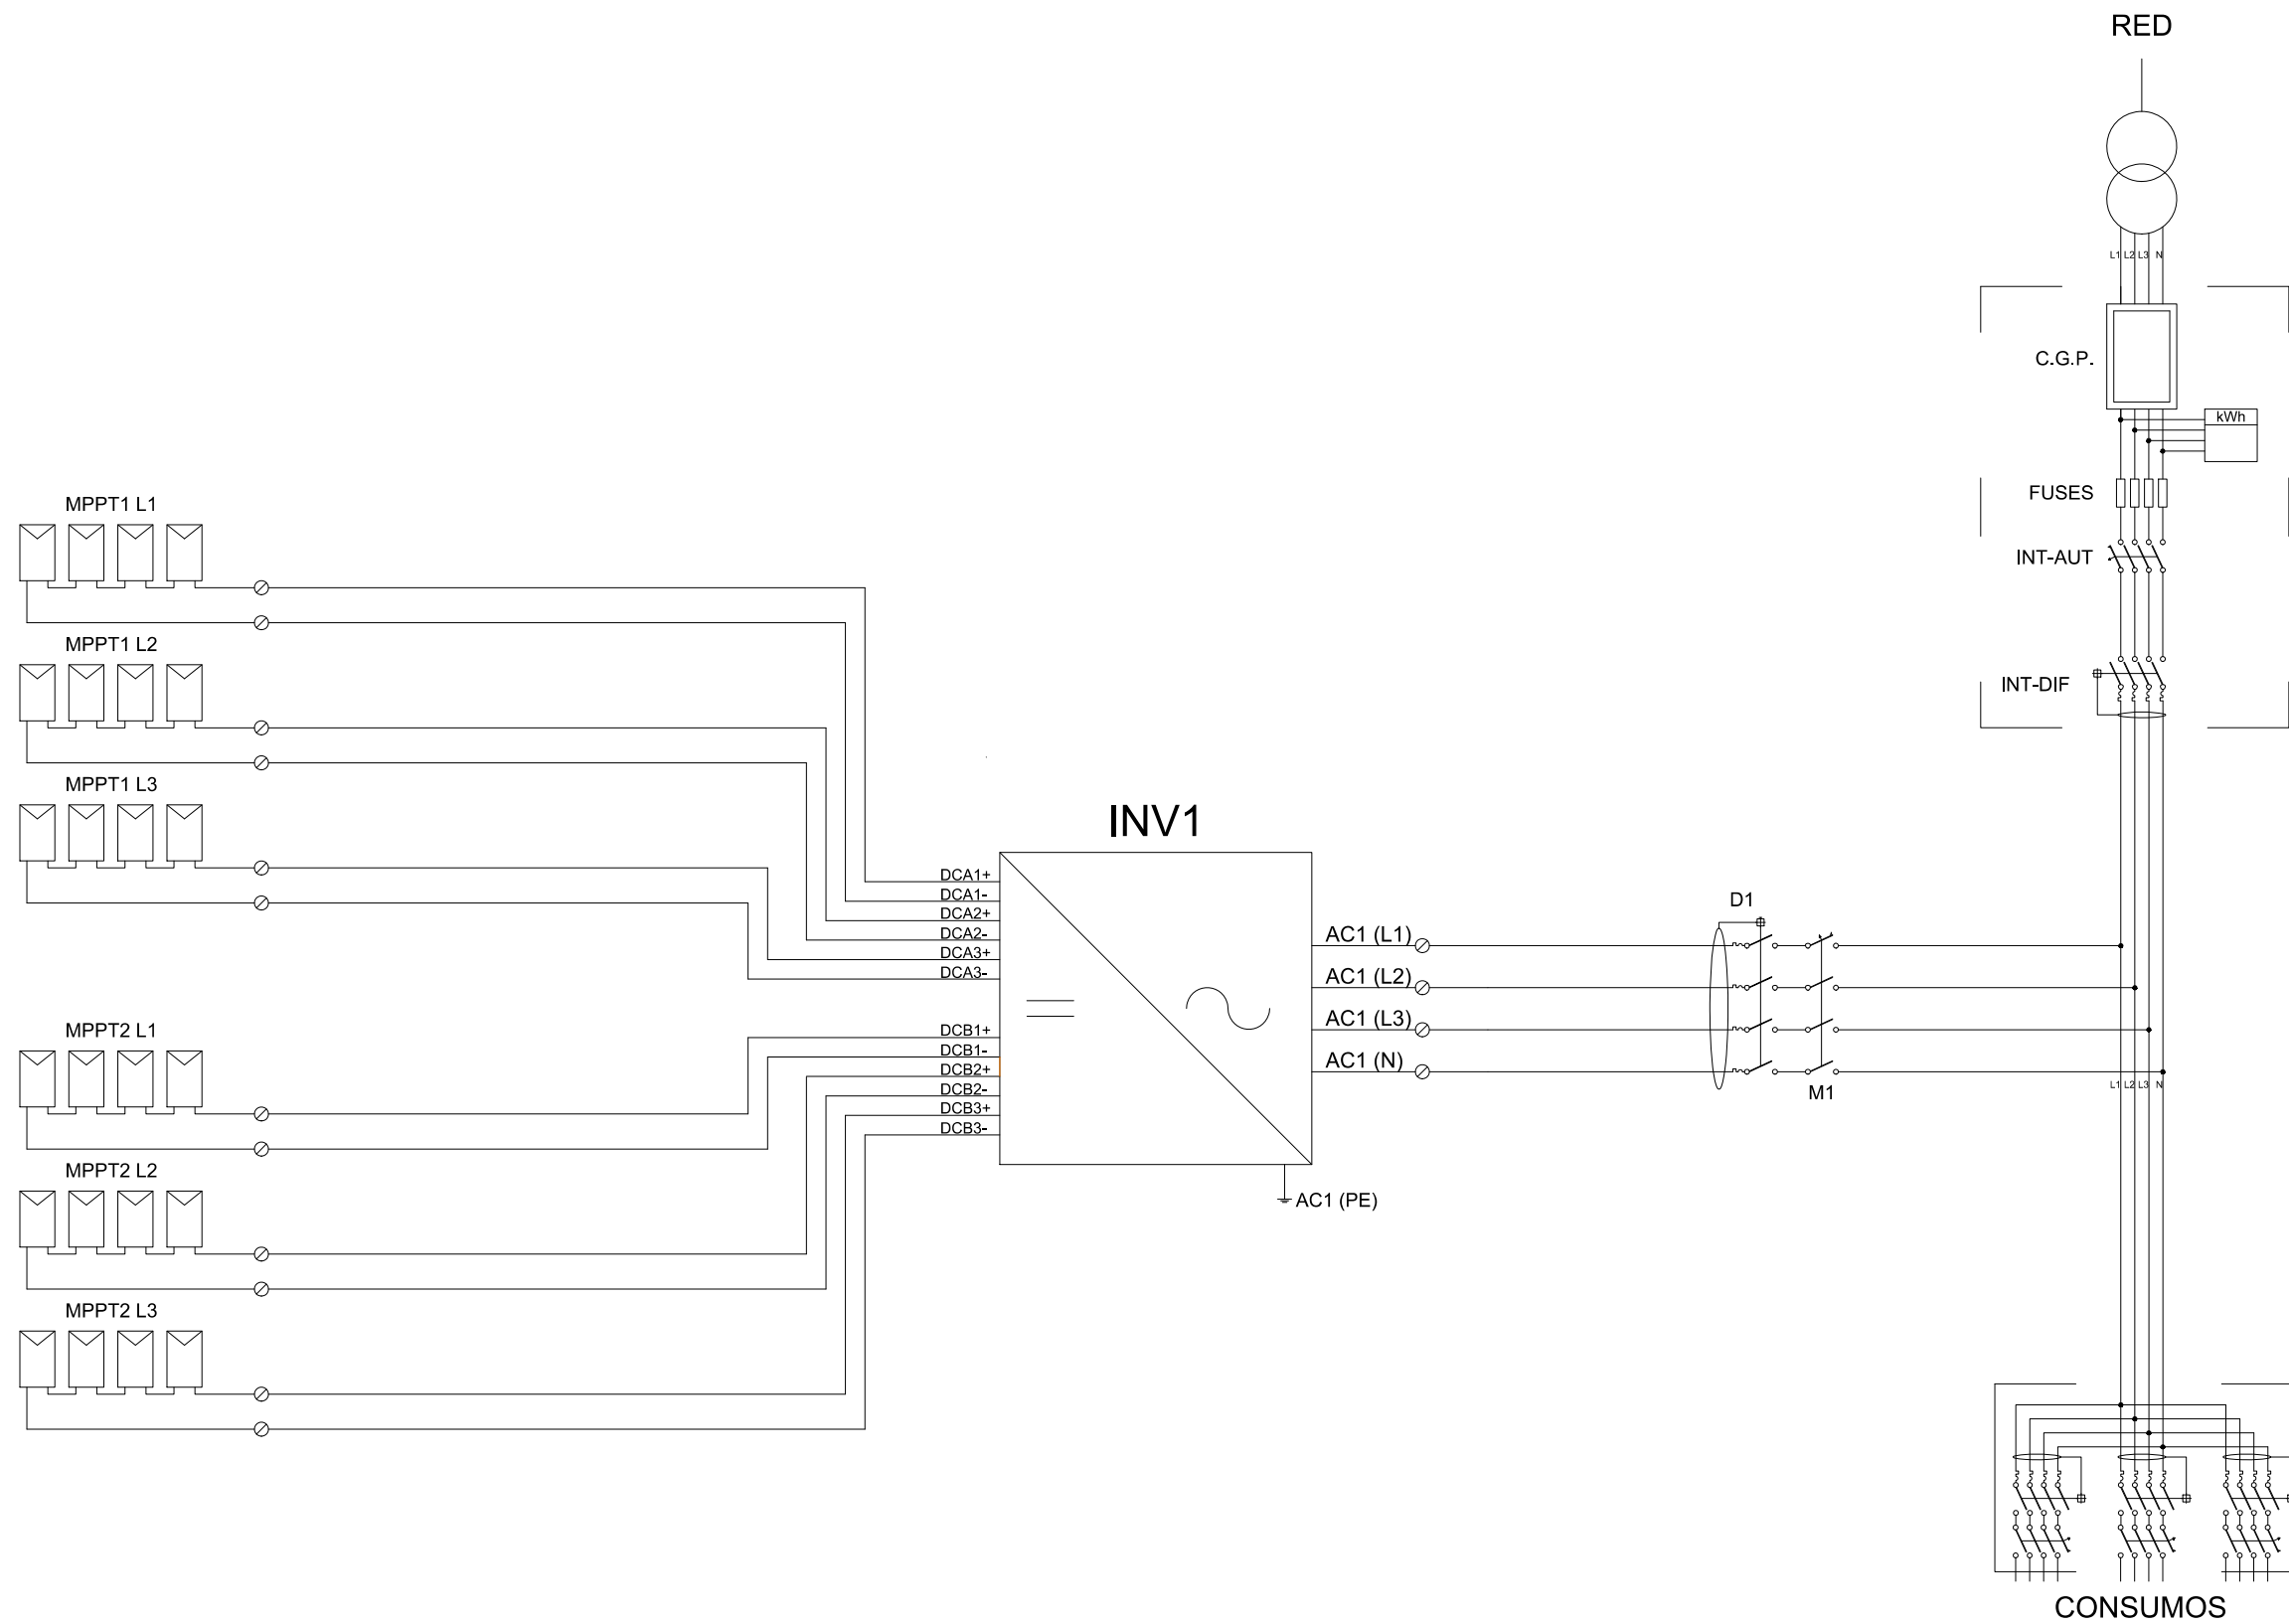 RED
L1 L2 L3 N
C.G.P.
kWh
FUSES
INT-AUT
INT-DIF
MPPT1 L1
MPPT1 L2
MPPT1 L3
MPPT2 L1
MPPT2 L2
MPPT2 L3
INV1
DCA1+
DCA1-
DCA2+
DCA2-
DCA3+
DCA3-
DCB1+
DCB1-
DCB2+
DCB2-
DCB3+
DCB3-
AC1 (L1)
AC1 (L2)
AC1 (L3)
AC1 (N)
AC1 (PE)
D1
M1
L1 L2 L3 N
CONSUMOS